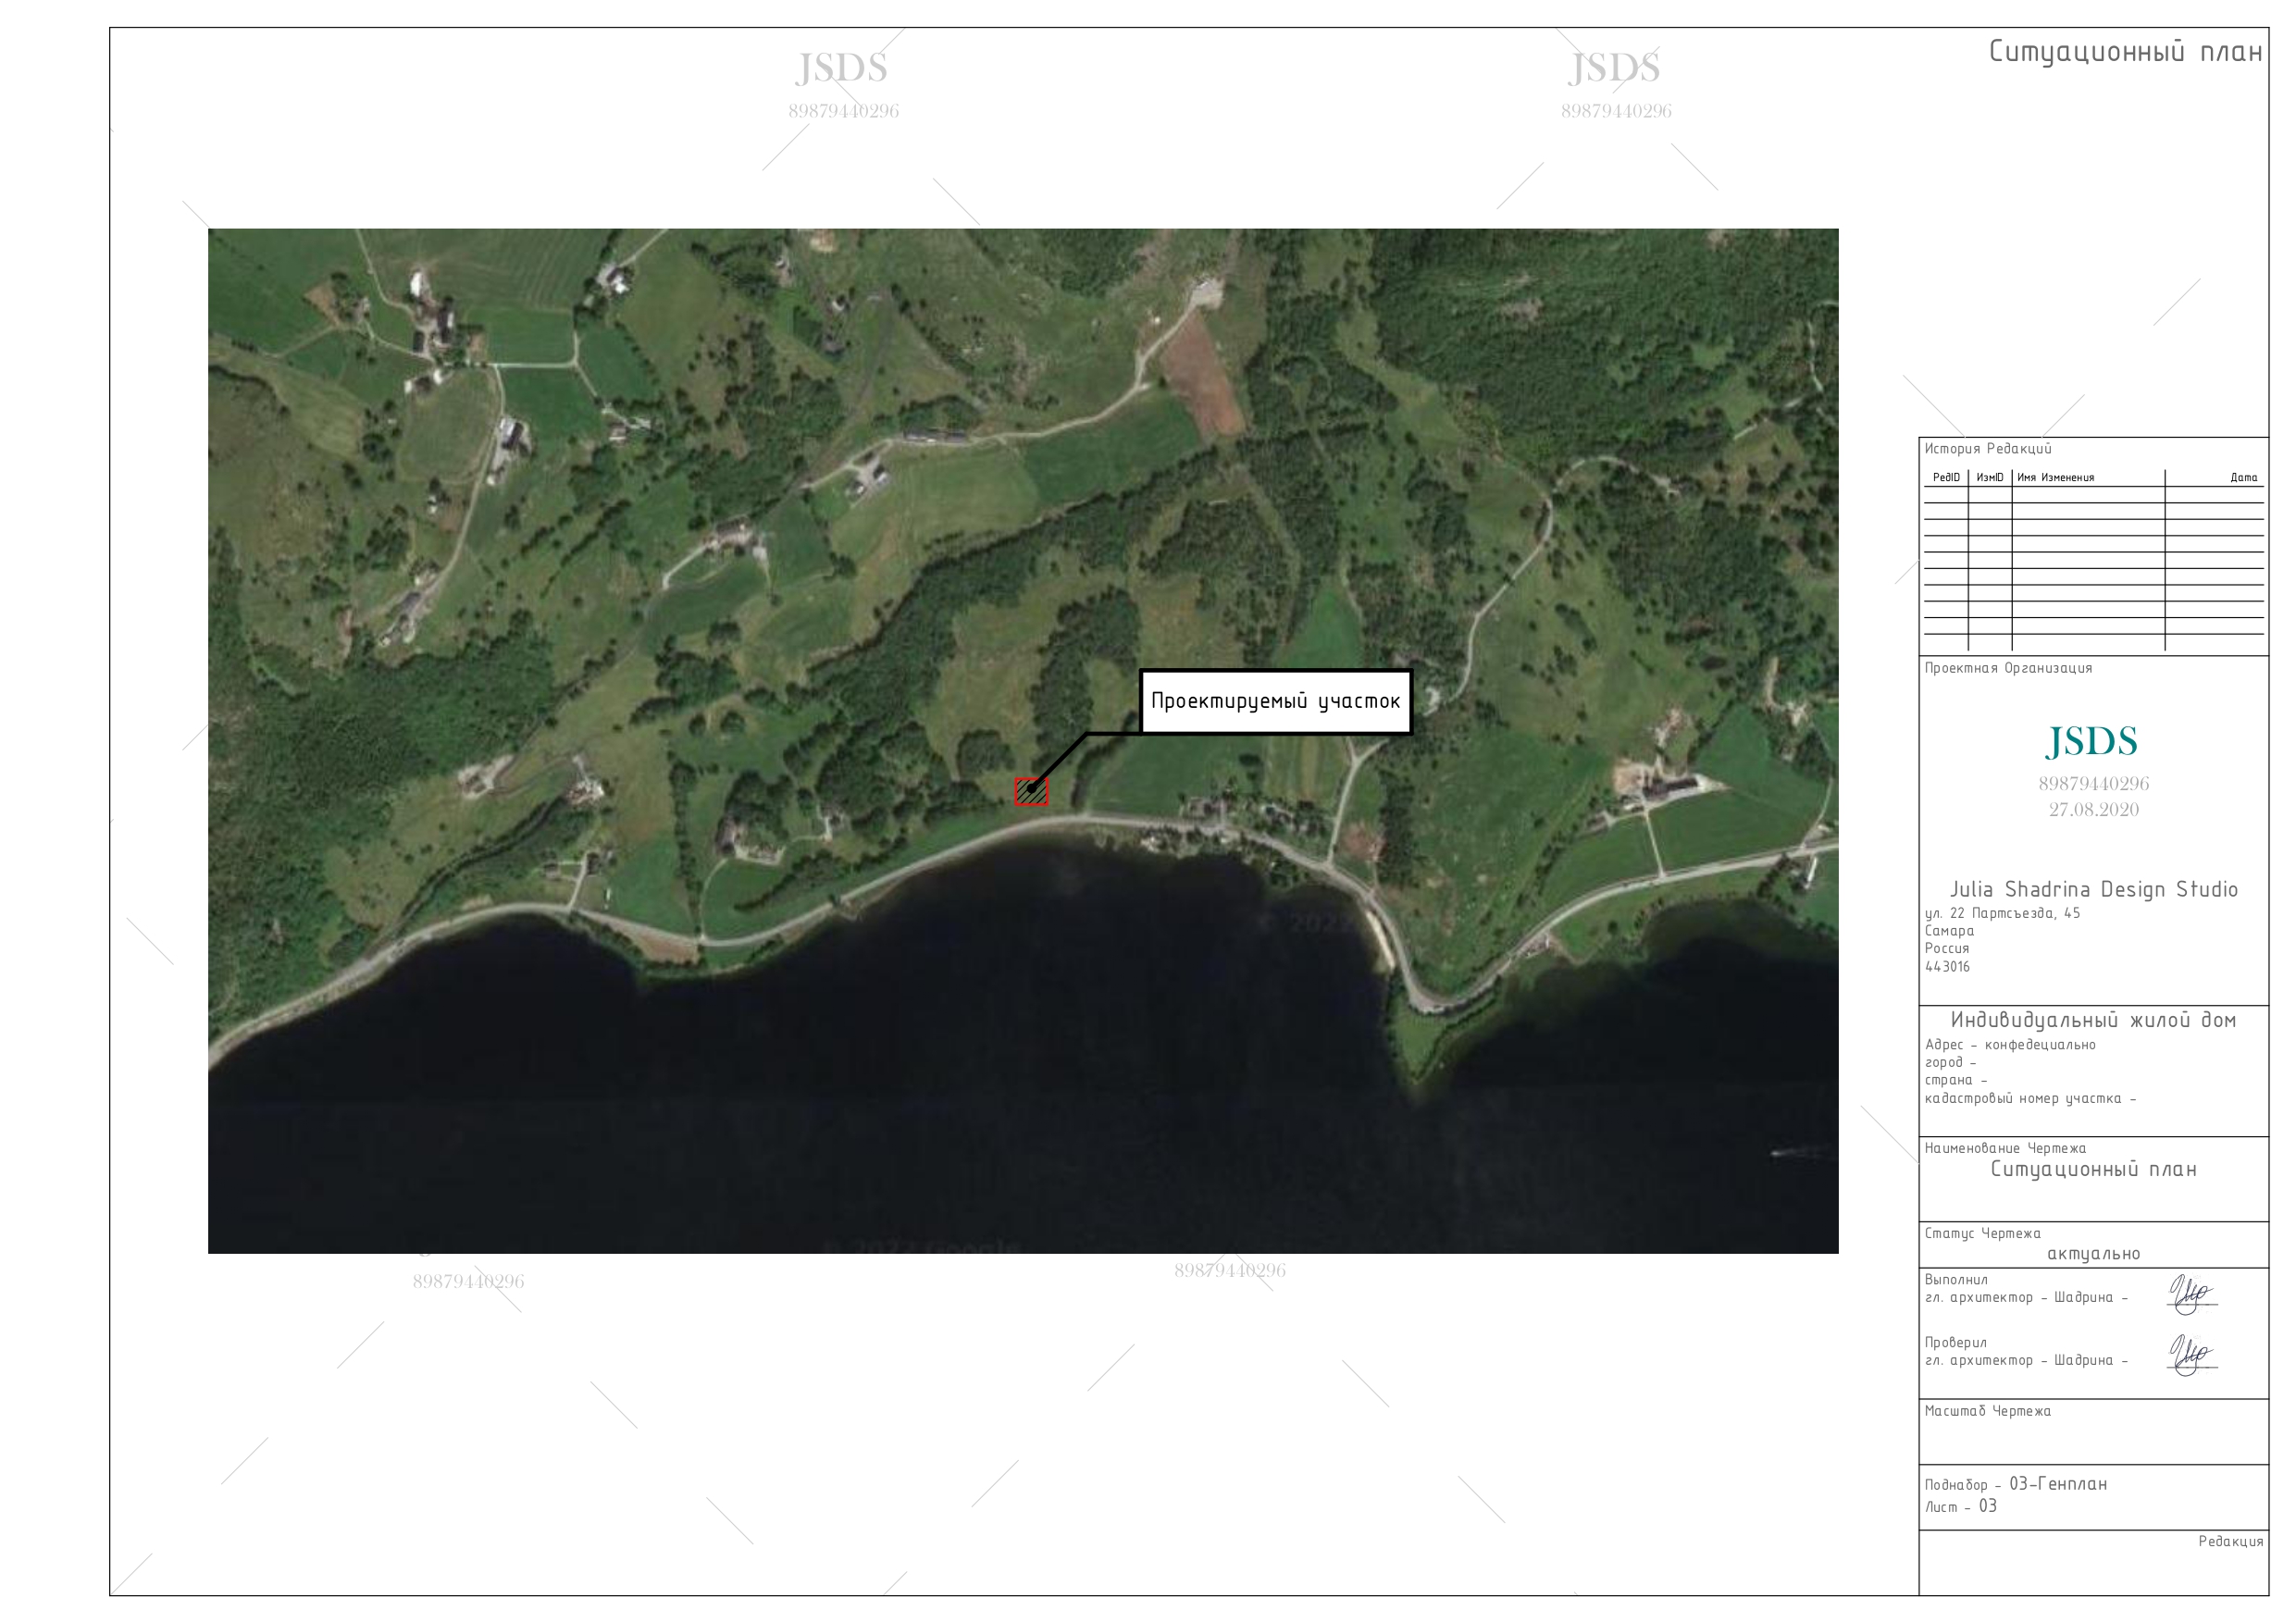 Ситуационный план
JSDS
89879440296
JSDS
89879440296
Проектируемый участок
© 2022
© 2022 Google
89879440296
89879440296
История Редакций
РедID ИзмID Имя Изменения Дата
Проектная Организация
JSDS
89879440296
27.08.2020
Julia Shadrina Design Studio
ул. 22 Партсъезда, 45
Самара
Россия
443016
Индивидуальный жилой дом
Адрес - конфедециально
город -
страна -
кадастровый номер участка -
Наименование Чертежа
Ситуационный план
Статус Чертежа
актуально
Выполнил
гл. архитектор - Шадрина -
Проверил
гл. архитектор - Шадрина -
Масштаб Чертежа
Поднабор - 03-Генплан
Лист - 03
Редакция